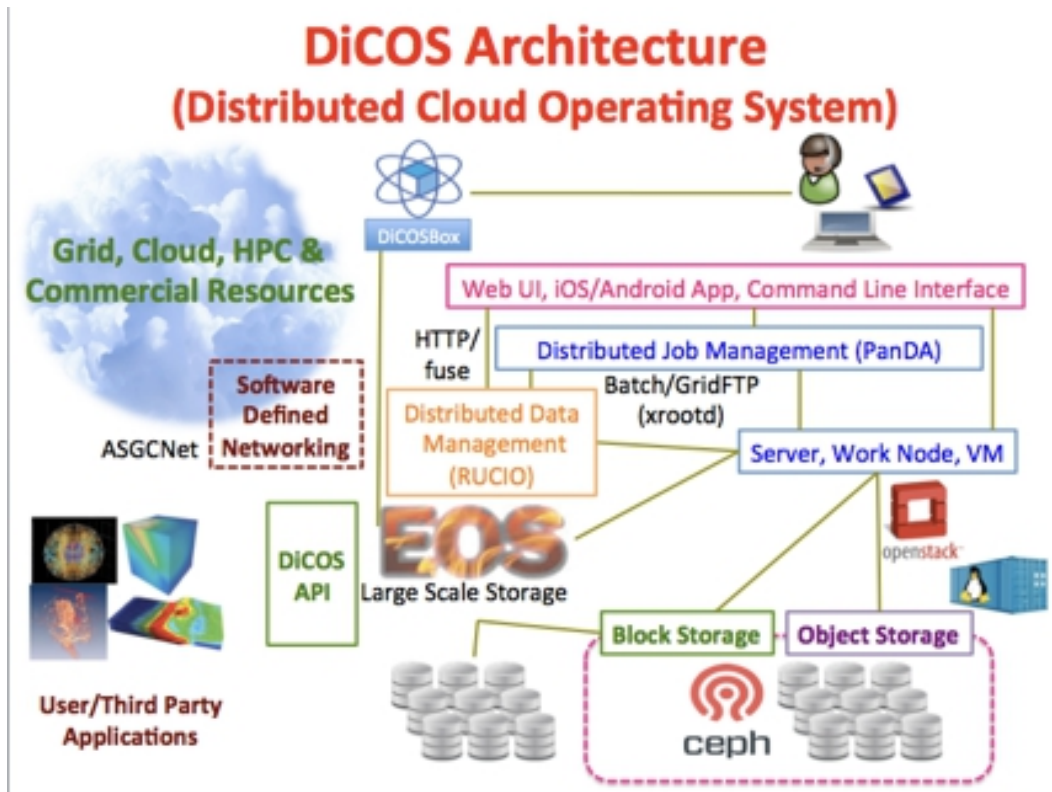 DiCOS Architecture
(Distributed Cloud Operating System)
DiCOSBox
Grid, Cloud, HPC &
Commercial Resources
Web UI, iOS/Android App, Command Line Interface
HTTP/
fuse
Distributed Job Management (PanDA)
Batch/GridFTP
(xrootd)
Software
Defined
Networking
ASGCNet
Distributed Data
Management
(RUCIO)
Server, Work Node, VM
EOS
Large Scale Storage
DiCOS
API
openstack
Block Storage
Object Storage
ceph
User/Third Party
Applications